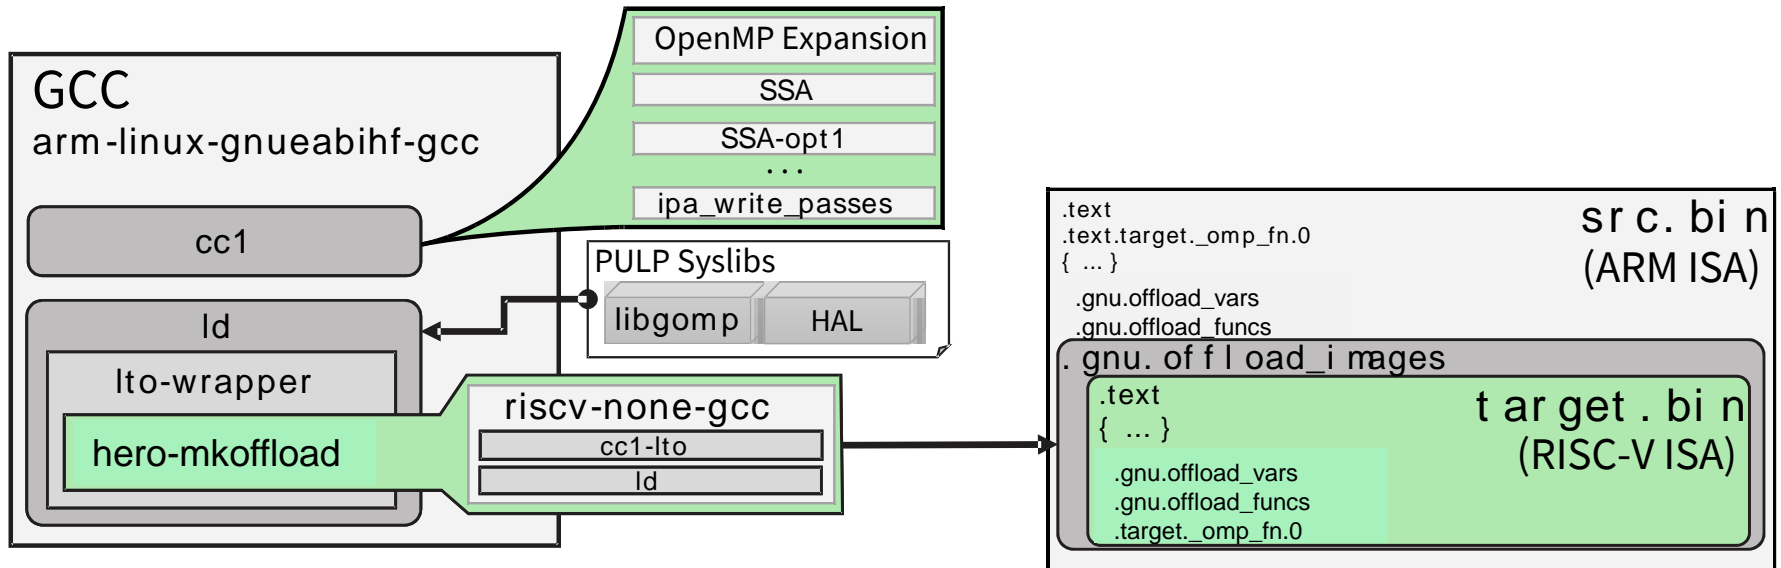 GCC
arm-linux-gnueabihf-gcc
cc1
ld
lto-wrapper
hero-mkoffload
OpenMP Expansion
SSA
SSA-opt1
...
ipa_write_passes
PULP Syslibs
libgomp
HAL
riscv-none-gcc
cc1-lto
ld
src.bin
(ARM ISA)
.text
.text.target._omp_fn.0
{ ... }
.gnu.offload_vars
.gnu.offload_funcs
.gnu.offload_images
target.bin
(RISC-V ISA)
.text
{ ... }
.gnu.offload_vars
.gnu.offload_funcs
.target._omp_fn.0